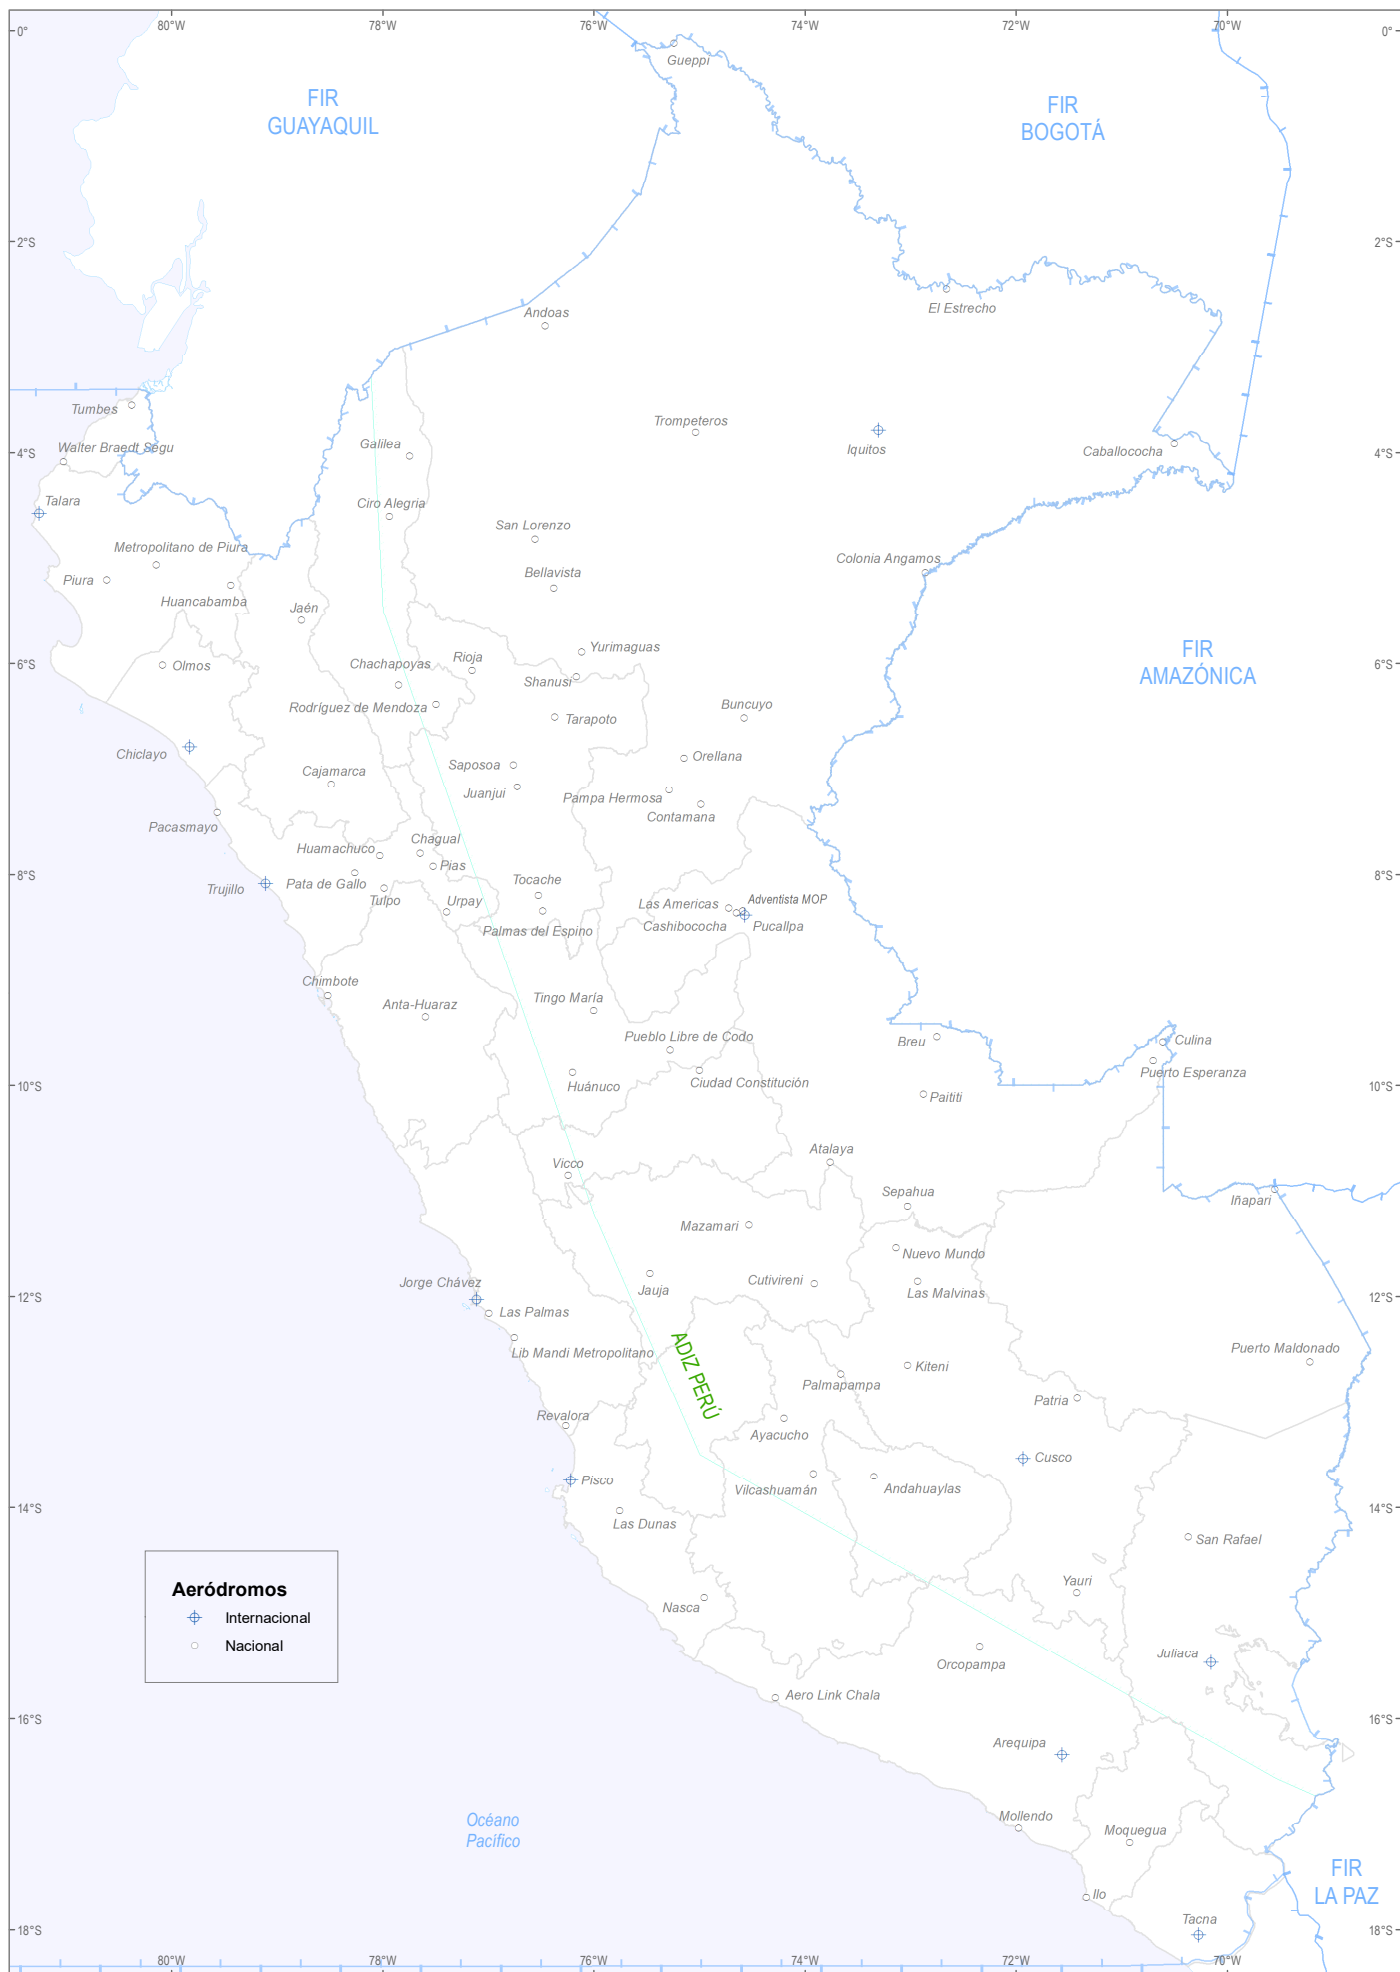 80°W
78°W
76°W
74°W
72°W
70°W
0°
0°
Gueppi
FIR
GUAYAQUIL
FIR
BOGOTÁ
2°S
2°S
El Estrecho
Andoas
Tumbes
Trompeteros
Walter Braedt Segu
Galilea
Iquitos
Caballococha
4°S
4°S
Talara
Ciro Alegria
San Lorenzo
Metropolitano de Piura
Colonia Angamos
Piura
Bellavista
Huancabamba
Jaén
Yurimaguas
FIR
AMAZÓNICA
6°S
6°S
Olmos
Chachapoyas
Rioja
Shanusi
Rodríguez de Mendoza
Tarapoto
Buncuyo
Chiclayo
Orellana
Saposoa
Cajamarca
Juanjui
Pampa Hermosa
Contamana
Pacasmayo
Chagual
Huamachuco
Pias
8°S
8°S
Trujillo
Pata de Gallo
Tulpo
Urpay
Tocache
Las Americas
Adventista MOP
Palmas del Espino
Cashibococha
Pucallpa
Chimbote
Anta-Huaraz
Tingo María
Pueblo Libre de Codo
Breu
Culina
Puerto Esperanza
10°S
10°S
Huánuco
Ciudad Constitución
Paititi
Vicco
Atalaya
Sepahua
Iñapari
Mazamari
Nuevo Mundo
Jorge Chávez
Jauja
Cutivireni
Las Malvinas
12°S
12°S
Las Palmas
Lib Mandi Metropolitano
ADIZ PERÚ
Puerto Maldonado
Kiteni
Palmapampa
Patria
Revalora
Ayacucho
Cusco
Pisco
Vilcashuamán
Andahuaylas
14°S
14°S
Las Dunas
San Rafael
Aeródromos
Internacional
Nacional
Nasca
Yauri
Orcopampa
Juliaca
Aero Link Chala
16°S
16°S
Arequipa
Océano
Pacífico
Mollendo
Moquegua
FIR
LA PAZ
Ilo
Tacna
18°S
18°S
80°W
78°W
76°W
74°W
72°W
70°W